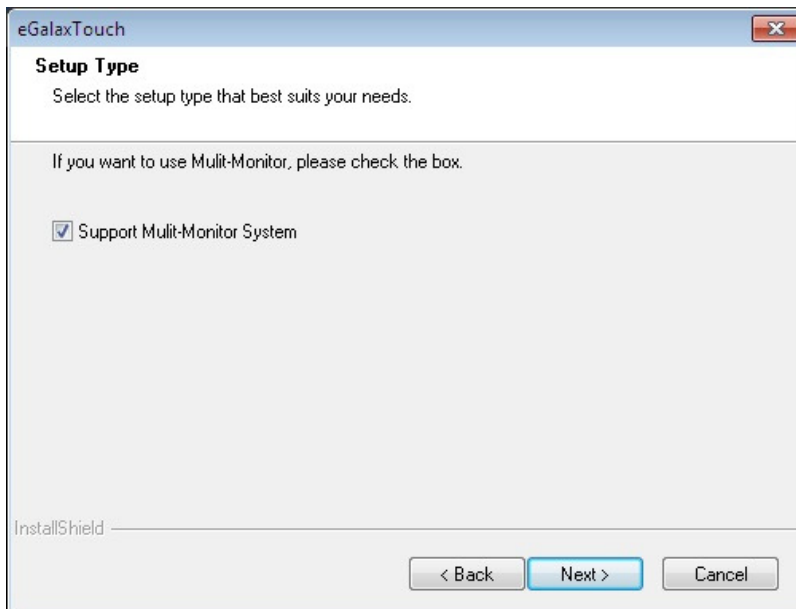 eGalaxTouch
Setup Type
Select the setup type that best suits your needs.
If you want to use Mulit-Monitor, please check the box.
Support Mulit-Monitor System
InstallShield
< Back Next > Cancel